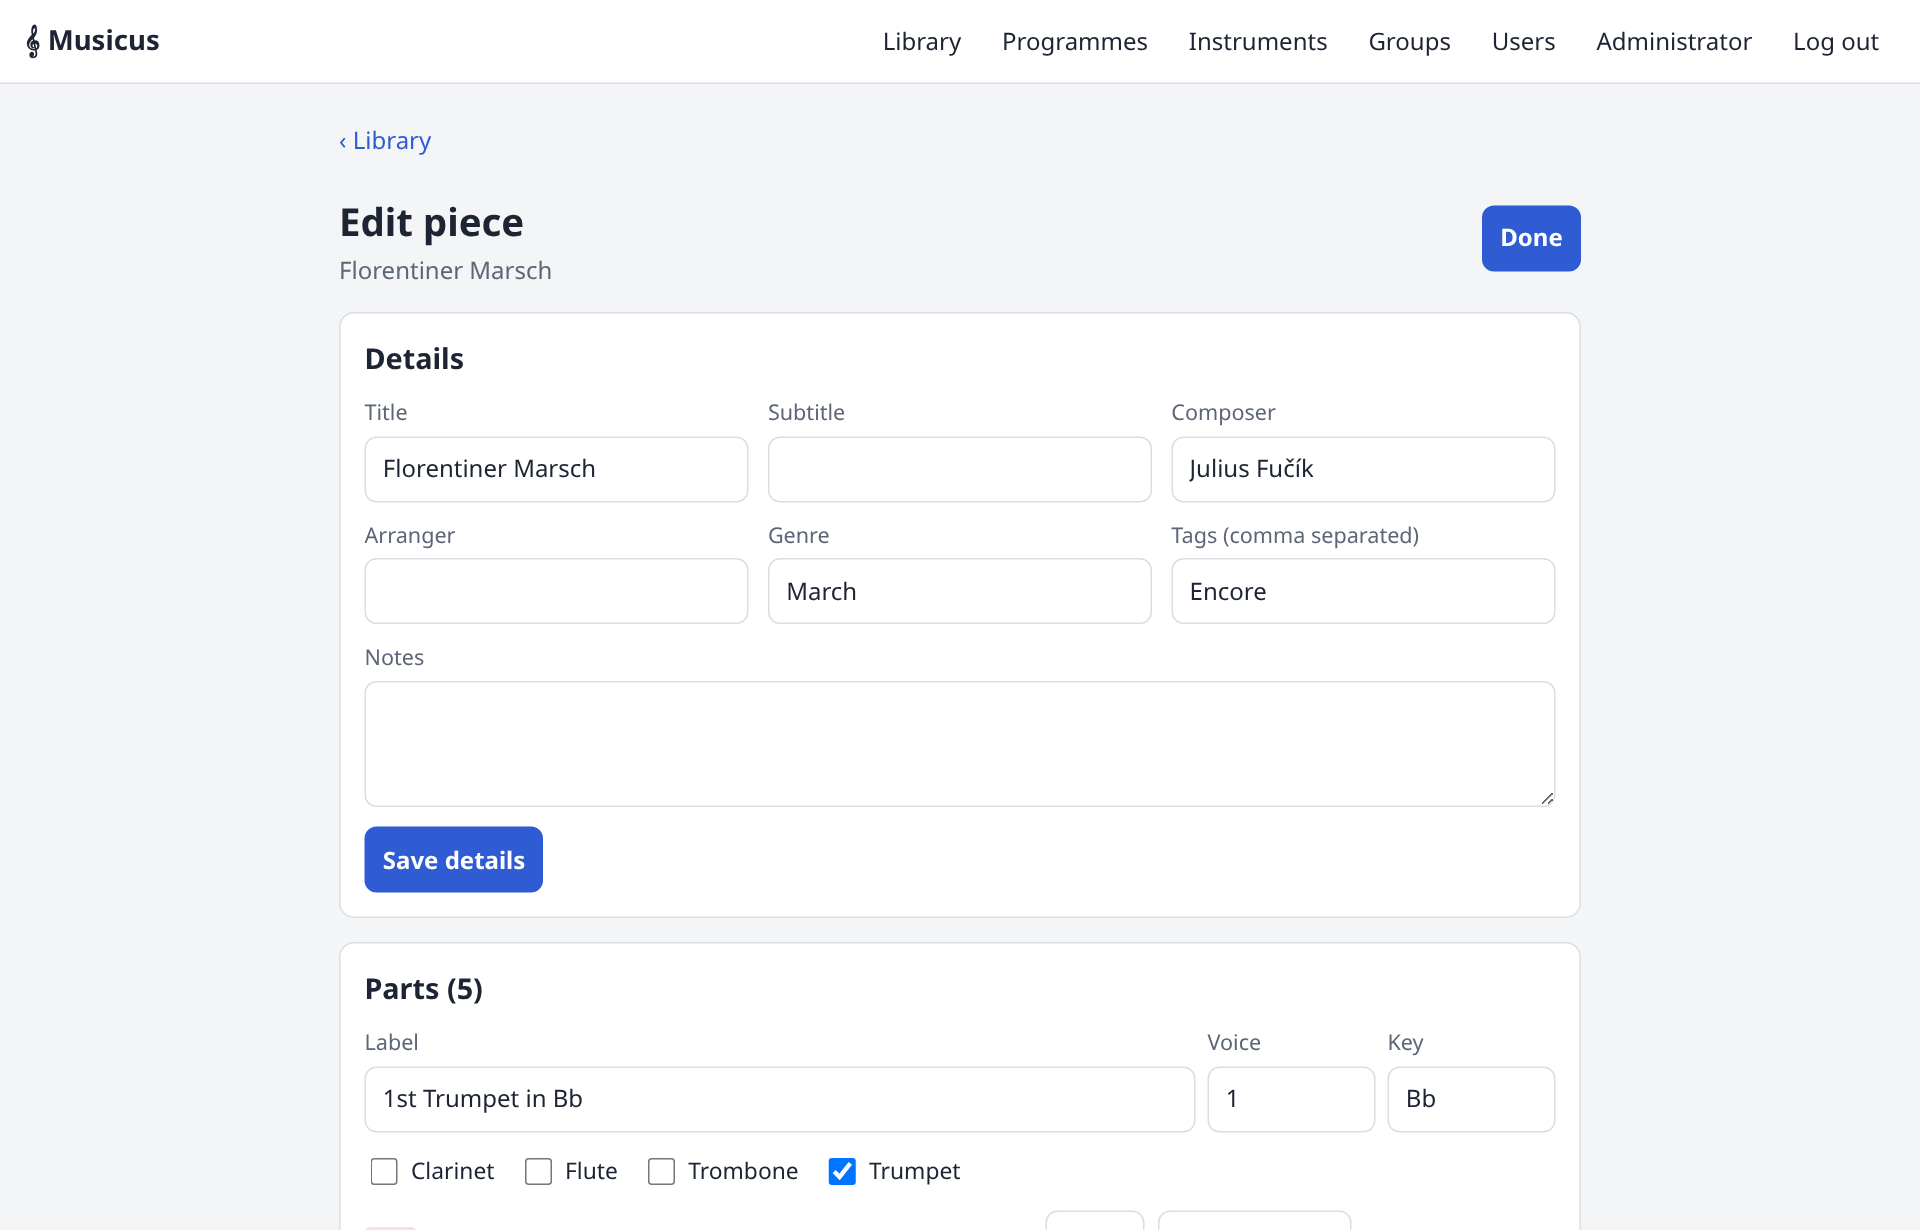 Musicus
Library Programmes Instruments Groups Users Administrator Log out
‹ Library
Edit piece
Done
Florentiner Marsch
Details
Title Subtitle Composer
Florentiner Marsch Julius Fučík
Arranger Genre Tags (comma separated)
March Encore
Notes
Save details
Parts (5)
Label Voice Key
1st Trumpet in Bb 1 Bb
Clarinet Flute Trombone Trumpet